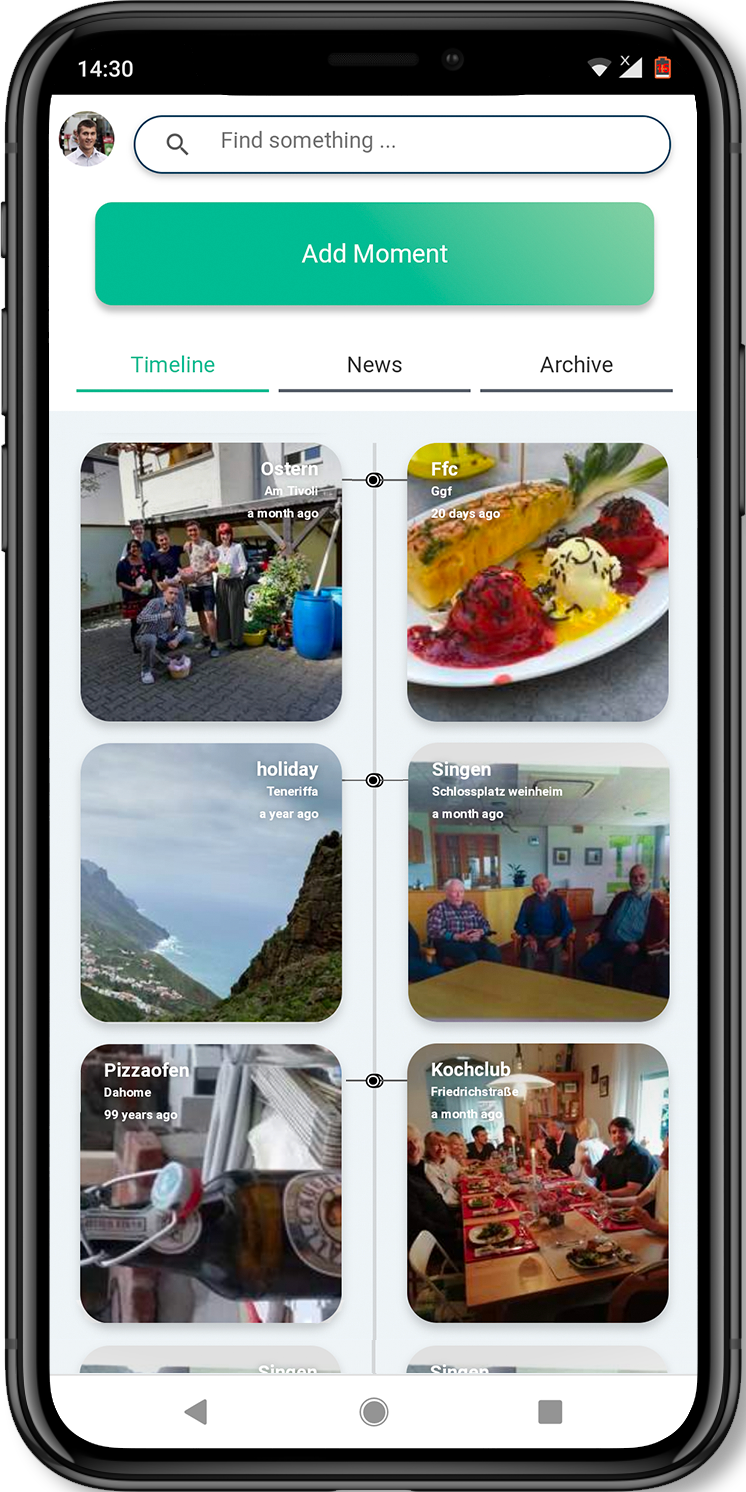 14:30
Find something ...
Add Moment
Timeline
News
Archive
Ostern
Am Tivoli
a month ago
Ffc
Ggf
20 days ago
holiday
Teneriffa
a year ago
Singen
Schlossplatz weinheim
a month ago
Pizzaofen
Dahome
99 years ago
Kochclub
Friedrichstraße
a month ago
Singen
Singen